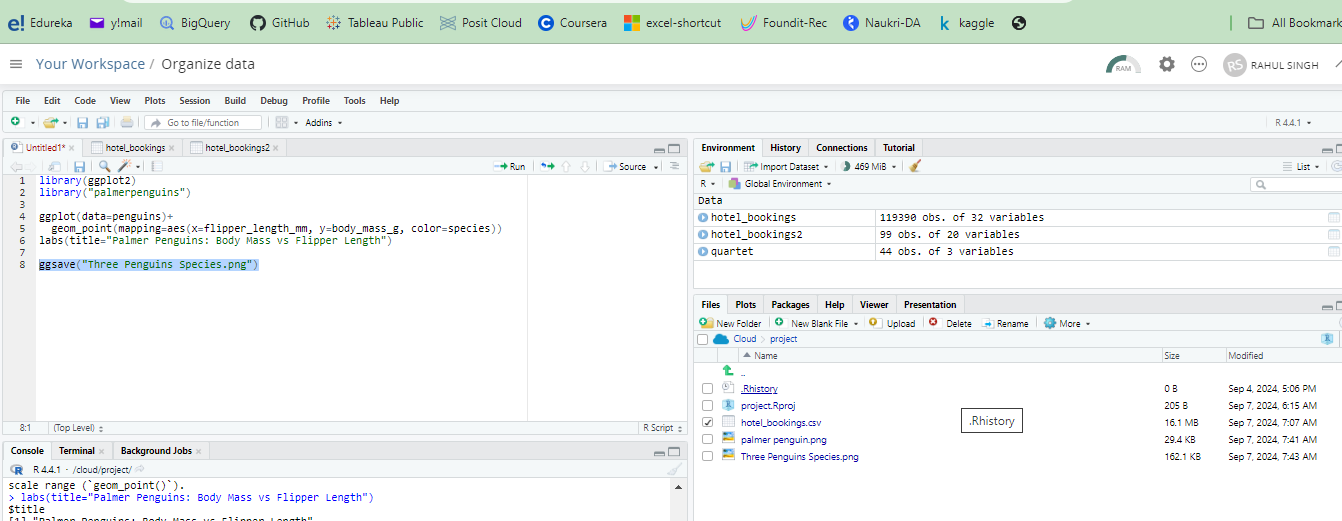 e! Edureka y!mail BigQuery GitHub Tableau Public Posit Cloud Coursera excel-shortcut Foundit-Rec Naukri-DA kaggle All Bookmark
Your Workspace / Organize data RAM RS RAHUL SINGH
File Edit Code View Plots Session Build Debug Profile Tools Help
Go to file/function Addins R 4.4.1
Untitled1* hotel_bookings hotel_bookings2
Run Source
1 library(ggplot2)
2 library("palmerpenguins")
3
4 ggplot(data=penguins)+
5 geom_point(mapping=aes(x=flipper_length_mm, y=body_mass_g, color=species))
6 labs(title="Palmer Penguins: Body Mass vs Flipper Length")
7
8 ggsave("Three Penguins Species.png")
8:1 (Top Level) R Script
Console Terminal Background Jobs
R 4.4.1 · /cloud/project/
scale range (`geom_point()`).
> labs(title="Palmer Penguins: Body Mass vs Flipper Length")
$title
[1] "Palmer Penguins: Body Mass vs Flipper Length"
Environment History Connections Tutorial
Import Dataset 469 MiB List
R Global Environment
Data
hotel_bookings 119390 obs. of 32 variables
hotel_bookings2 99 obs. of 20 variables
quartet 44 obs. of 3 variables
Files Plots Packages Help Viewer Presentation
New Folder New Blank File Upload Delete Rename More
Cloud project
Name Size Modified
..
.Rhistory 0 B Sep 4, 2024, 5:06 PM
project.Rproj 205 B Sep 7, 2024, 6:15 AM
hotel_bookings.csv 16.1 MB Sep 7, 2024, 7:07 AM
.Rhistory
palmer penguin.png 29.4 KB Sep 7, 2024, 7:41 AM
Three Penguins Species.png 162.1 KB Sep 7, 2024, 7:43 AM